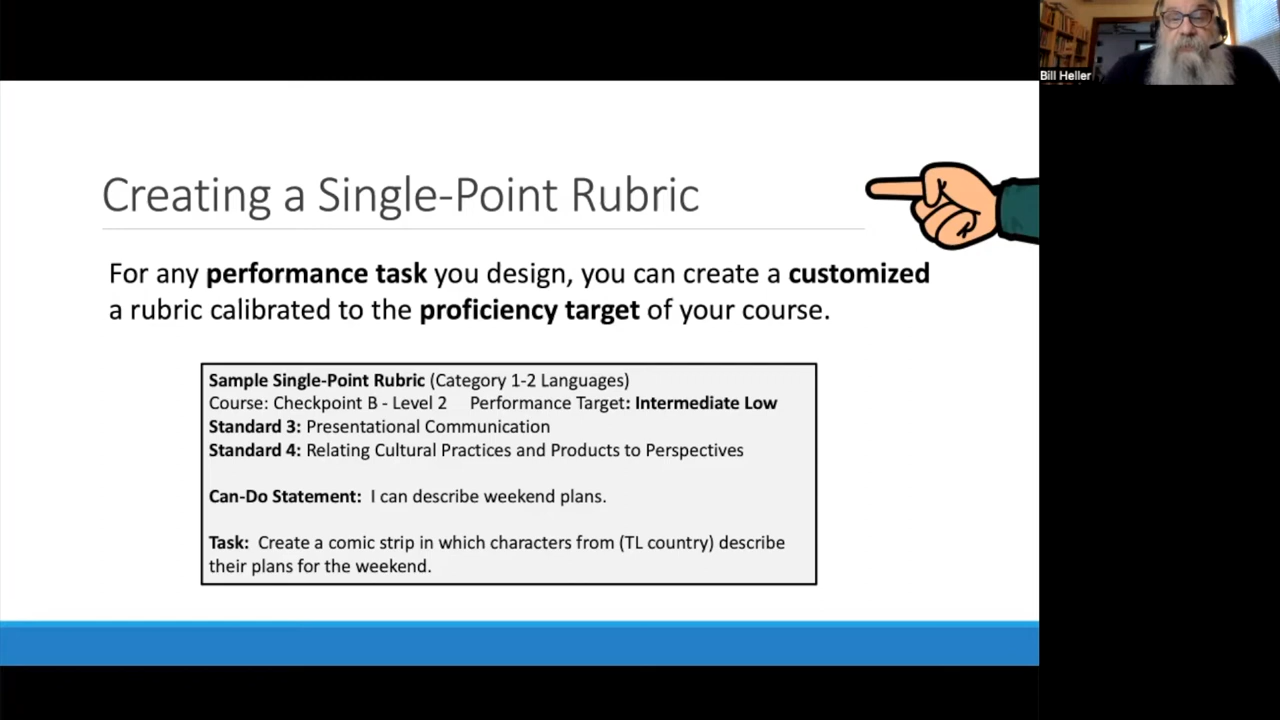 Bill Heller
Creating a Single-Point Rubric
For any performance task you design, you can create a customized
a rubric calibrated to the proficiency target of your course.
Sample Single-Point Rubric (Category 1-2 Languages)
Course: Checkpoint B - Level 2 Performance Target: Intermediate Low
Standard 3: Presentational Communication
Standard 4: Relating Cultural Practices and Products to Perspectives
Can-Do Statement: I can describe weekend plans.
Task: Create a comic strip in which characters from (TL country) describe
their plans for the weekend.